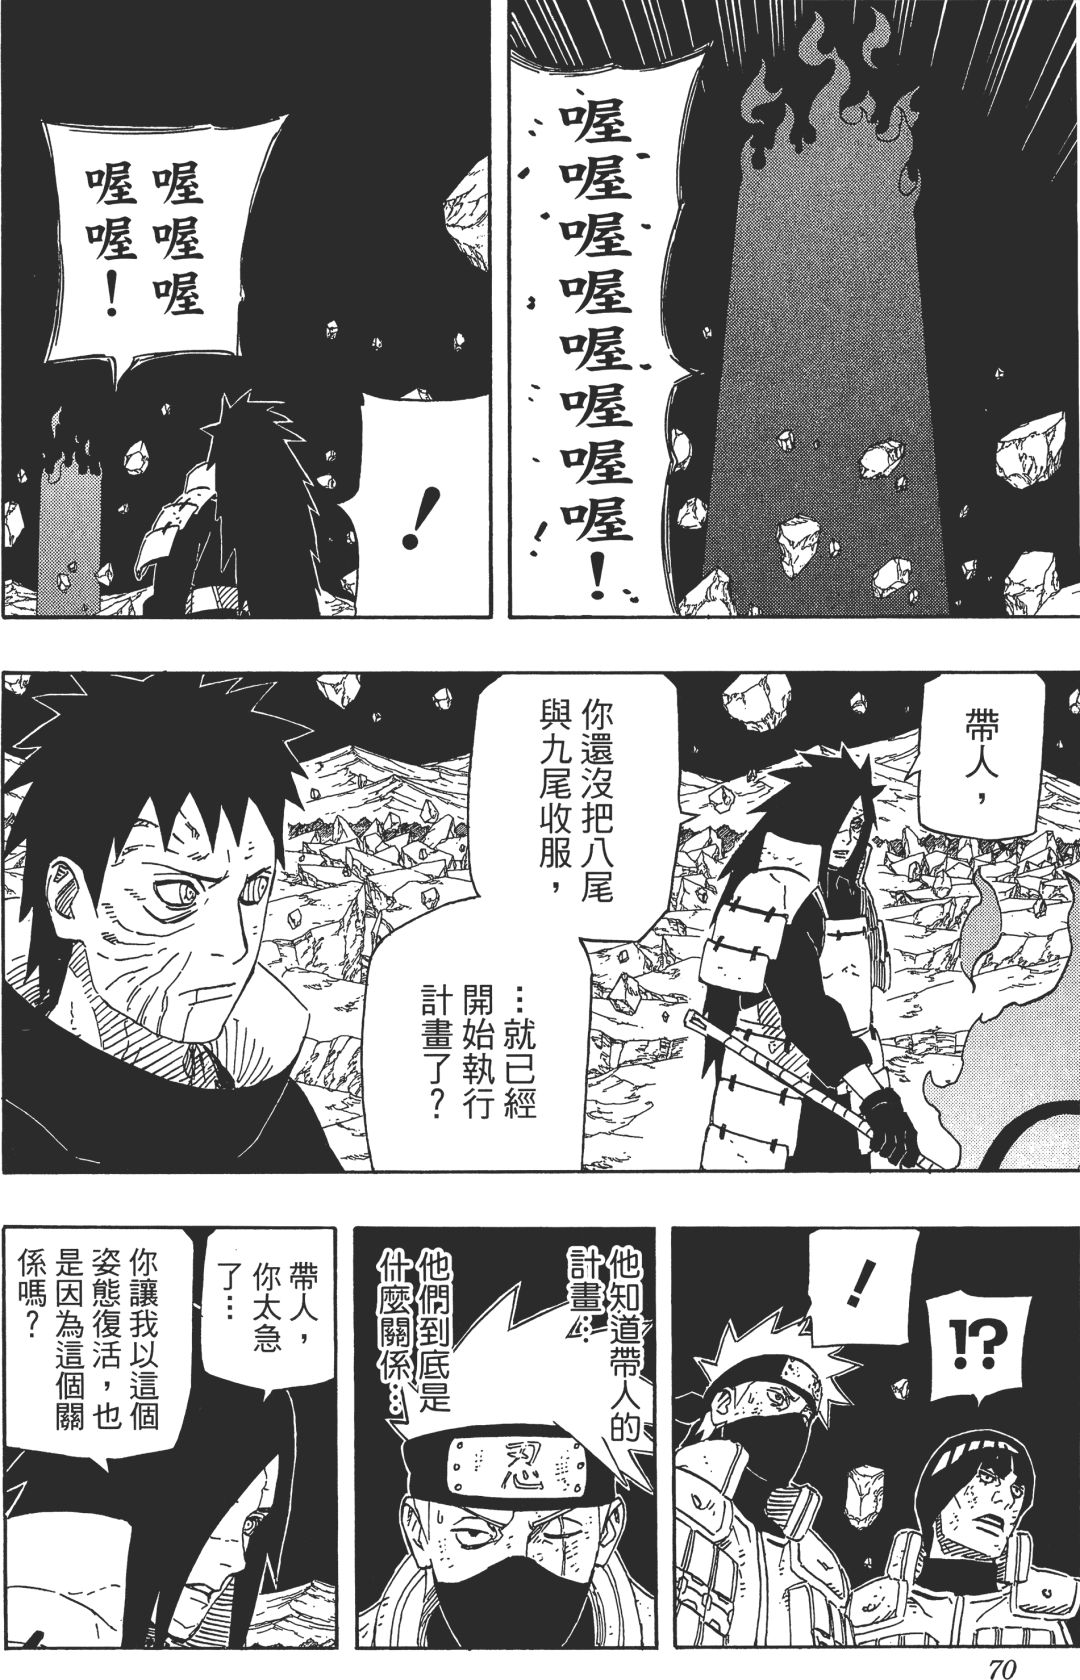 喔喔喔喔喔喔喔喔！
喔喔喔
喔喔！
！
帶人，
你還沒把八尾
與九尾收服，
…就已經
開始執行
計畫了？
！
!?
他知道帶人的
計畫…
他們到底是
什麼關係…
忍
帶人，
你太急
了…
你讓我以這個
姿態復活，也
是因為這個關
係嗎？
70